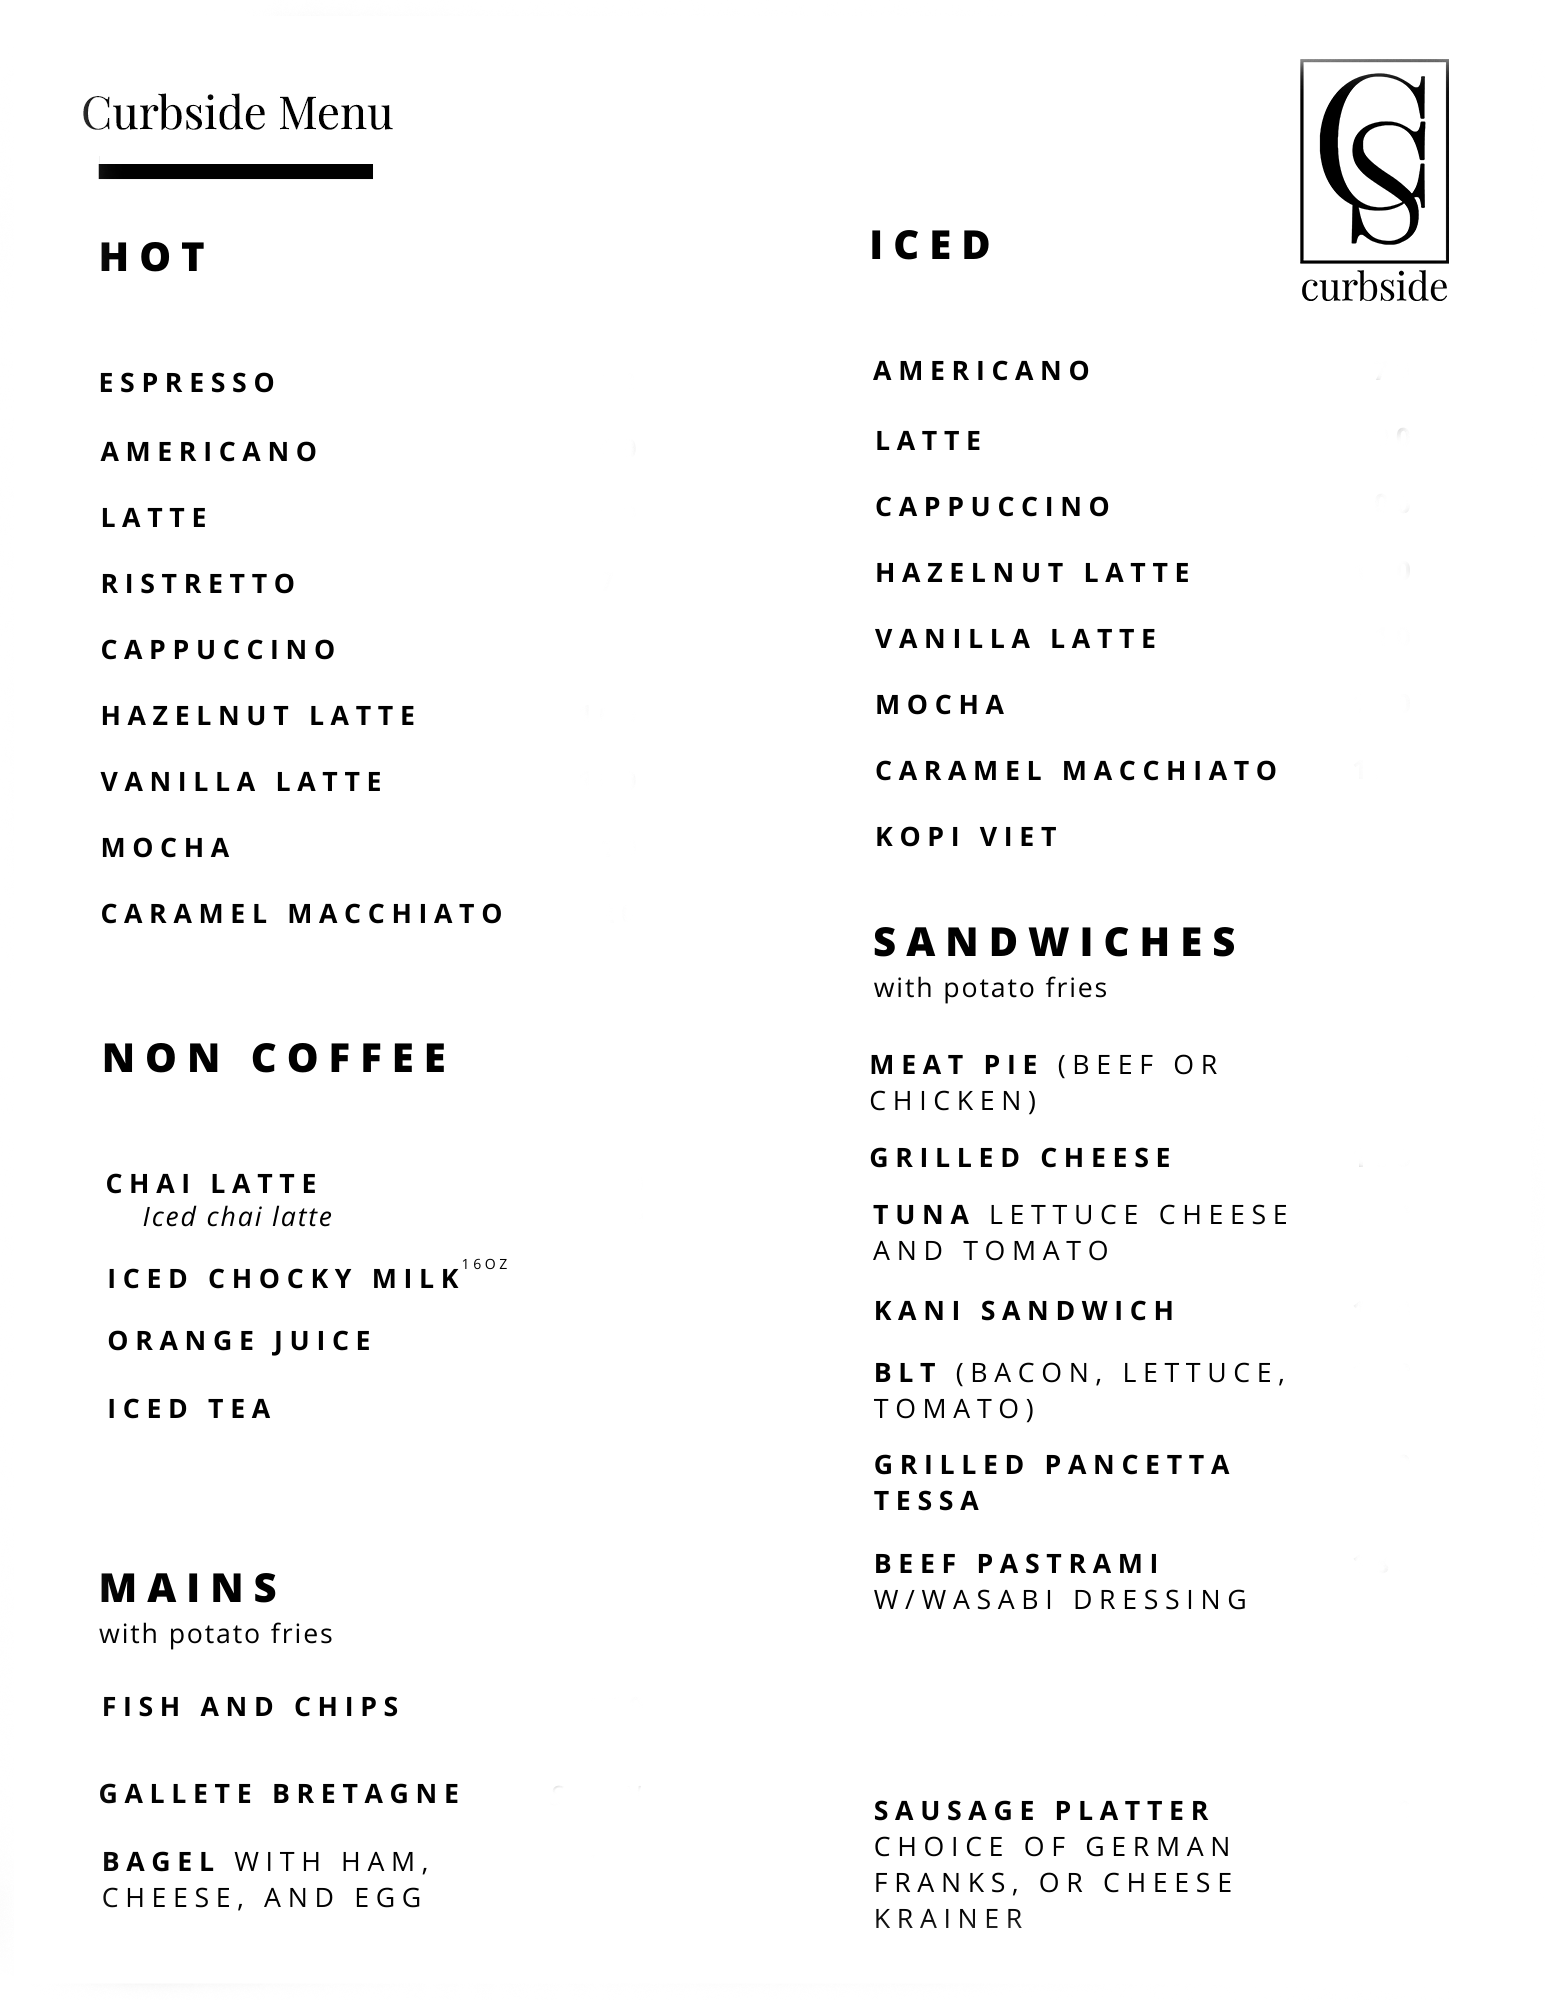 Curbside Menu
CS
curbside
HOT
ESPRESSO
AMERICANO
LATTE
RISTRETTO
CAPPUCCINO
HAZELNUT LATTE
VANILLA LATTE
MOCHA
CARAMEL MACCHIATO
NON COFFEE
CHAI LATTE
Iced chai latte
ICED CHOCKY MILK 16OZ
ORANGE JUICE
ICED TEA
MAINS
with potato fries
FISH AND CHIPS
GALLETE BRETAGNE
BAGEL WITH HAM,
CHEESE, AND EGG
ICED
AMERICANO
LATTE
CAPPUCCINO
HAZELNUT LATTE
VANILLA LATTE
MOCHA
CARAMEL MACCHIATO
KOPI VIET
SANDWICHES
with potato fries
MEAT PIE (BEEF OR
CHICKEN)
GRILLED CHEESE
TUNA LETTUCE CHEESE
AND TOMATO
KANI SANDWICH
BLT (BACON, LETTUCE,
TOMATO)
GRILLED PANCETTA
TESSA
BEEF PASTRAMI
W/WASABI DRESSING
SAUSAGE PLATTER
CHOICE OF GERMAN
FRANKS, OR CHEESE
KRAINER